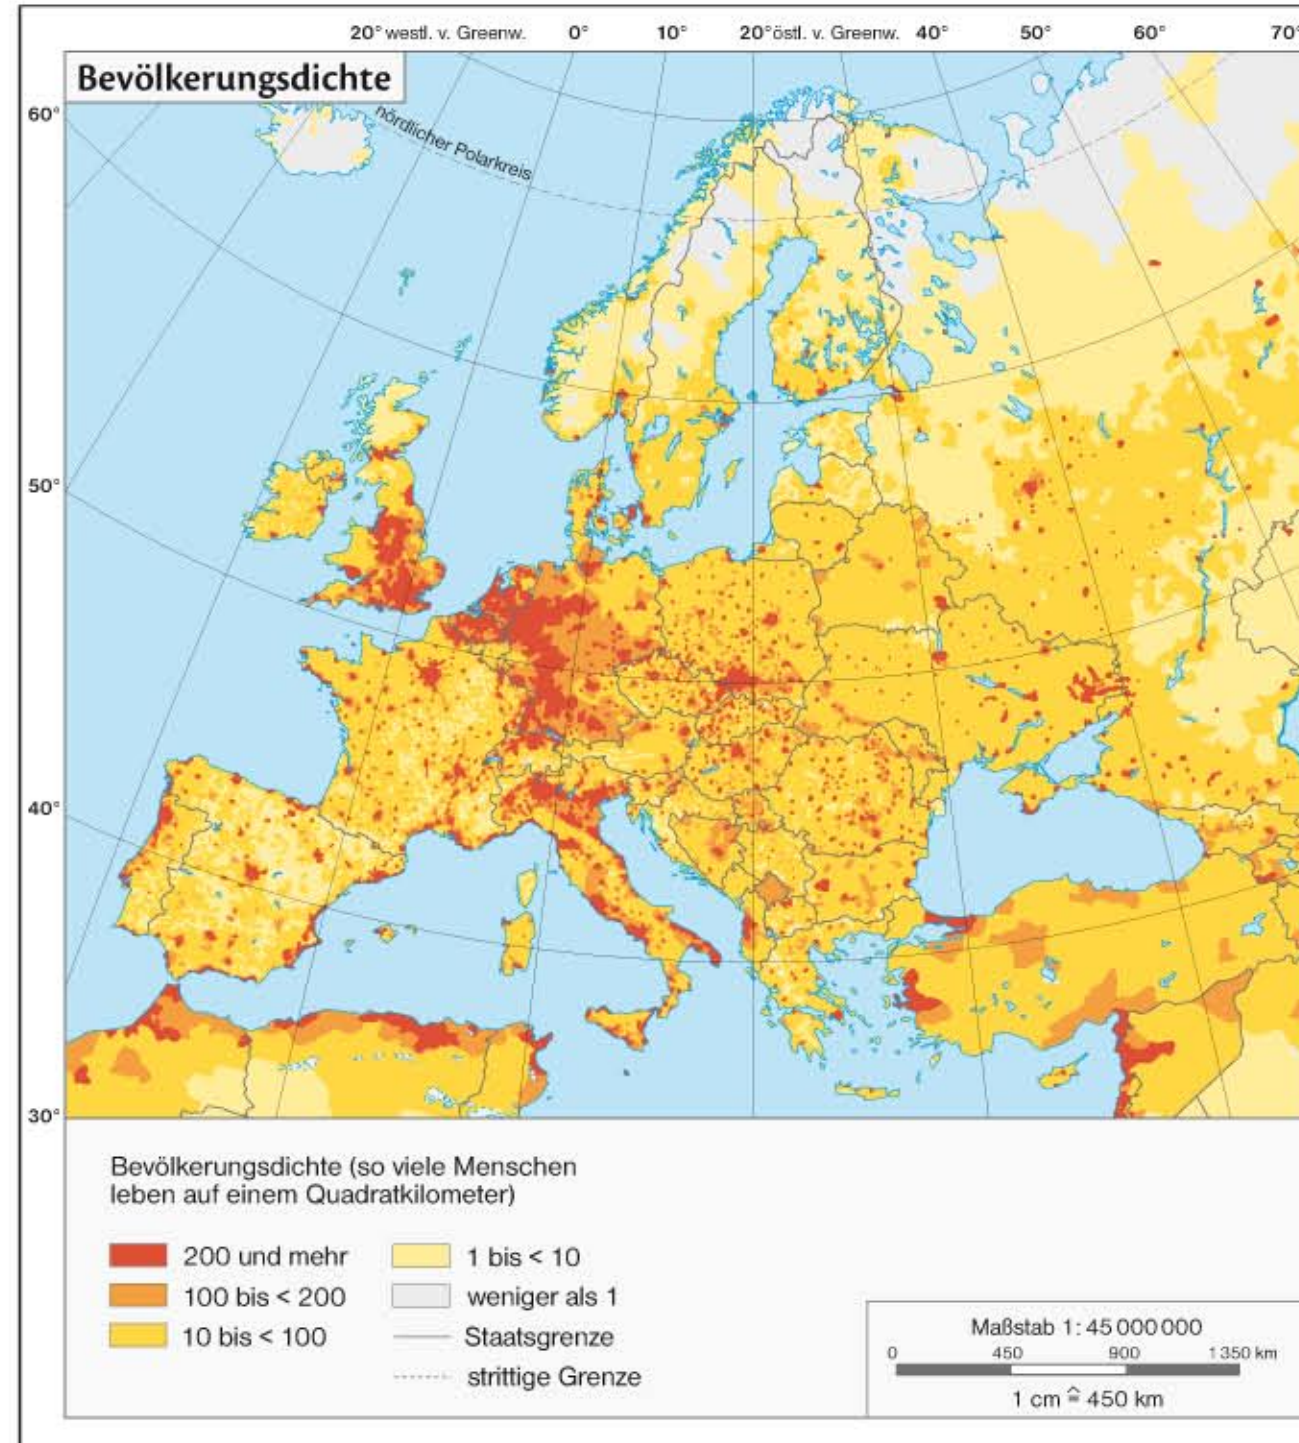 20° westl. v. Greenw. 0° 10° 20° östl. v. Greenw. 40° 50° 60° 70°
Bevölkerungsdichte
60°
nördlicher Polarkreis
50°
40°
30°
Bevölkerungsdichte (so viele Menschen
leben auf einem Quadratkilometer)
200 und mehr
100 bis < 200
10 bis < 100
1 bis < 10
weniger als 1
Staatsgrenze
strittige Grenze
Maßstab 1: 45 000 000
0 450 900 1 350 km
1 cm ≙ 450 km